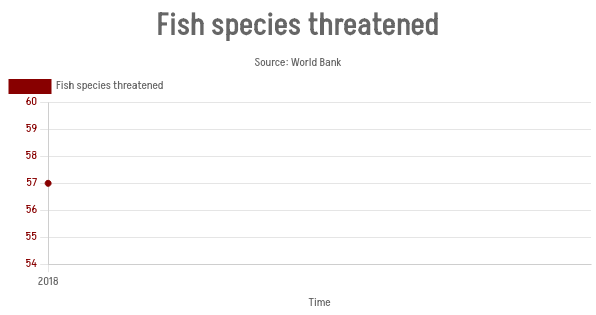 Fish species threatened
Source: World Bank
Fish species threatened
60
59
58
57
56
55
54
2018
Time